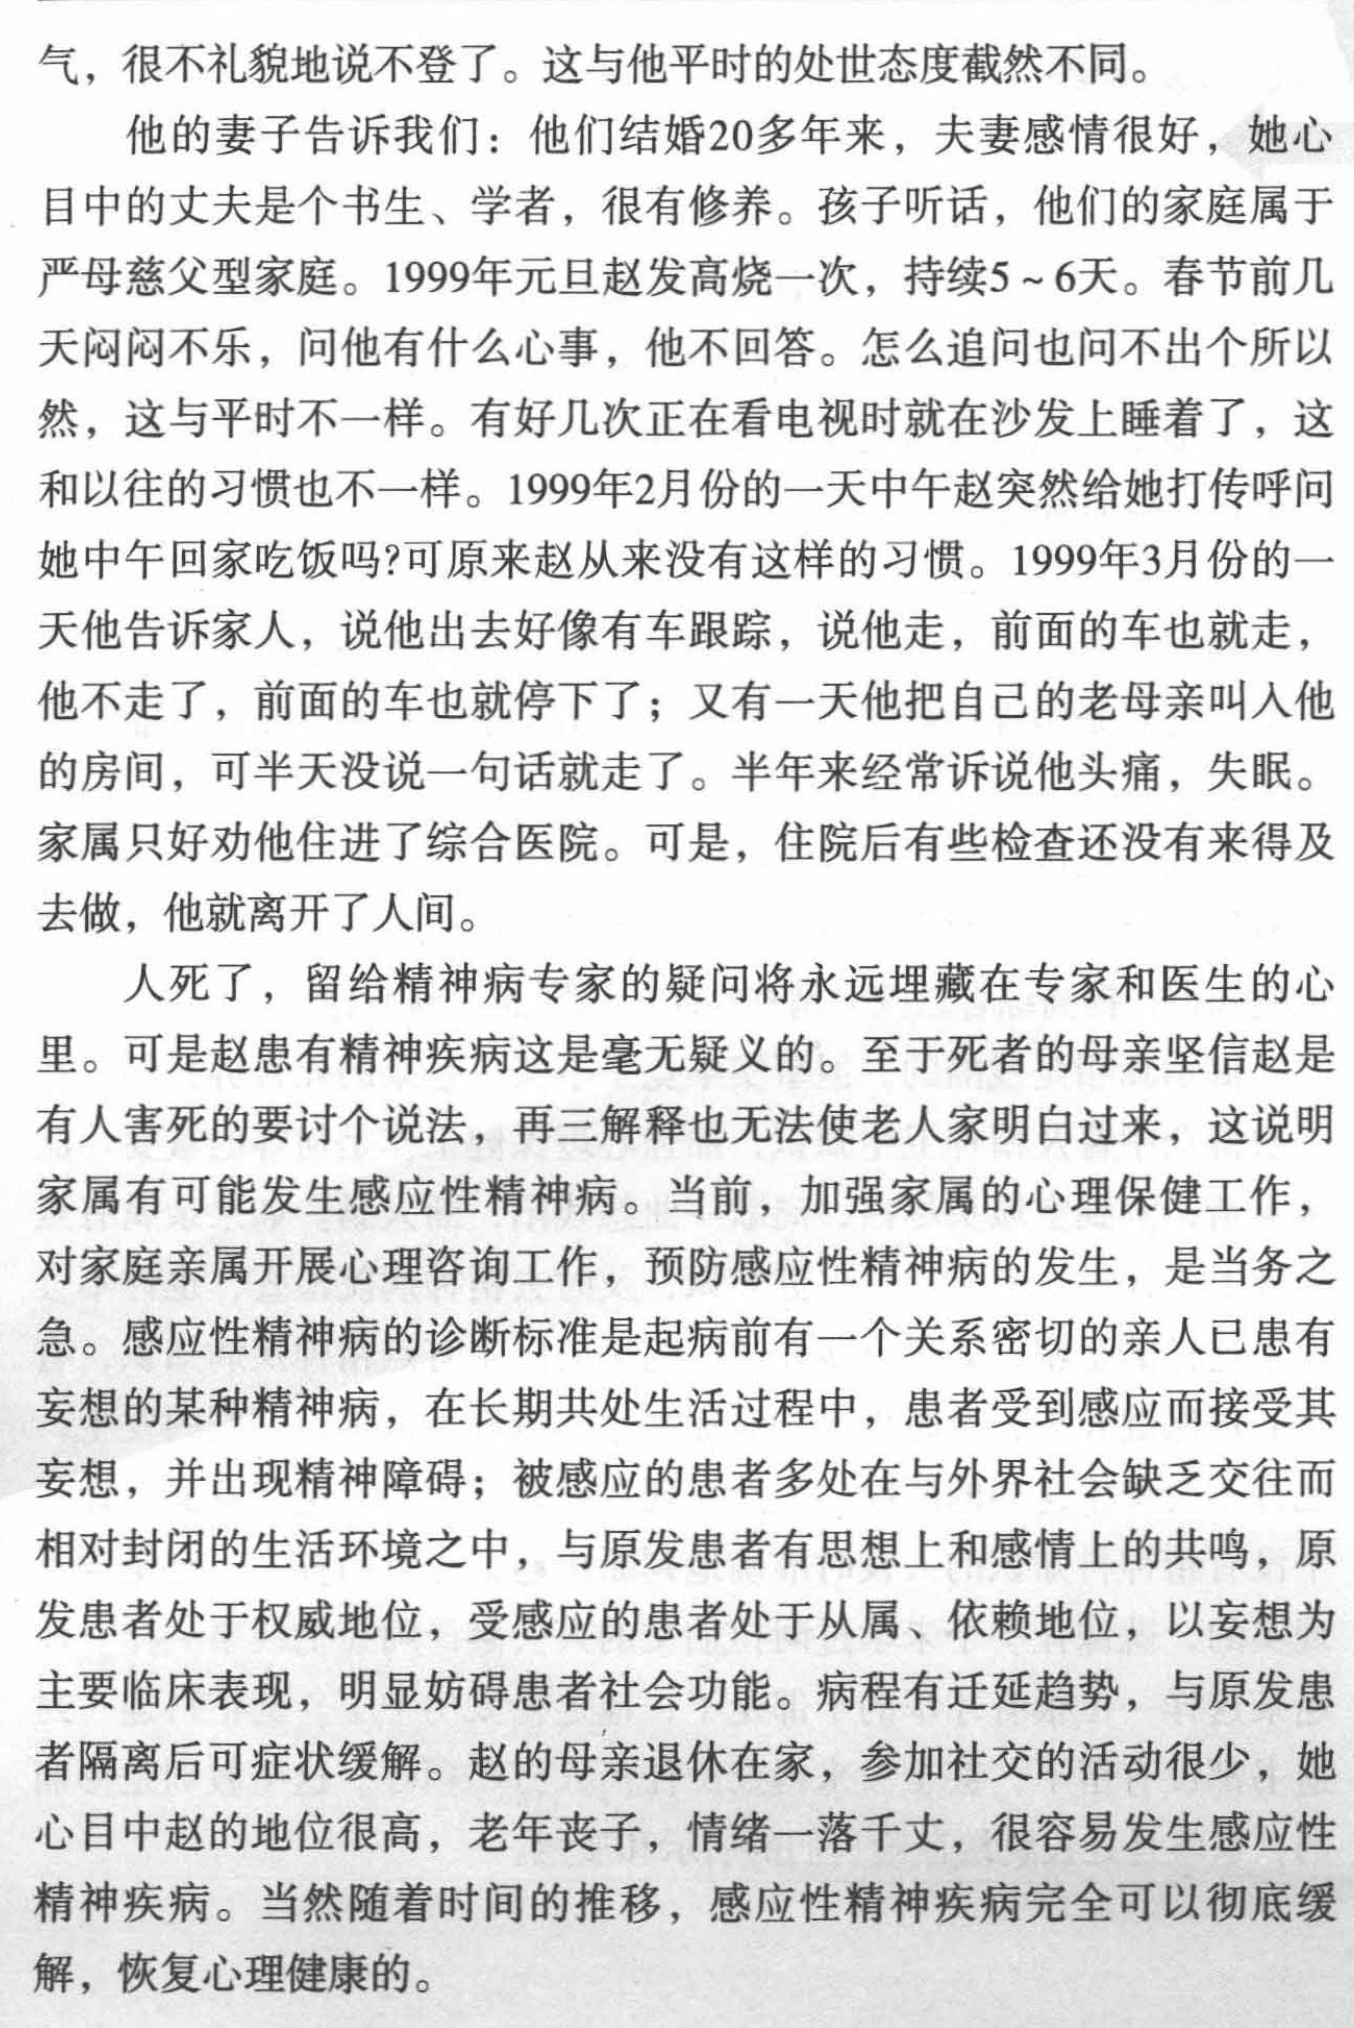 气，很不礼貌地说不登了。这与他平时的处世态度截然不同。
他的妻子告诉我们：他们结婚20多年来，夫妻感情很好，她心
目中的丈夫是个书生、学者，很有修养。孩子听话，他们的家庭属于
严母慈父型家庭。1999年元旦赵发高烧一次，持续5～6天。春节前几
天闷闷不乐，问他有什么心事，他不回答。怎么追问也问不出个所以
然，这与平时不一样。有好几次正在看电视时就在沙发上睡着了，这
和以往的习惯也不一样。1999年2月份的一天中午赵突然给她打传呼问
她中午回家吃饭吗?可原来赵从来没有这样的习惯。1999年3月份的一
天他告诉家人，说他出去好像有车跟踪，说他走，前面的车也就走，
他不走了，前面的车也就停下了；又有一天他把自己的老母亲叫入他
的房间，可半天没说一句话就走了。半年来经常诉说他头痛，失眠。
家属只好劝他住进了综合医院。可是，住院后有些检查还没有来得及
去做，他就离开了人间。
人死了，留给精神病专家的疑问将永远埋藏在专家和医生的心
里。可是赵患有精神疾病这是毫无疑义的。至于死者的母亲坚信赵是
有人害死的要讨个说法，再三解释也无法使老人家明白过来，这说明
家属有可能发生感应性精神病。当前，加强家属的心理保健工作，
对家庭亲属开展心理咨询工作，预防感应性精神病的发生，是当务之
急。感应性精神病的诊断标准是起病前有一个关系密切的亲人已患有
妄想的某种精神病，在长期共处生活过程中，患者受到感应而接受其
妄想，并出现精神障碍；被感应的患者多处在与外界社会缺乏交往而
相对封闭的生活环境之中，与原发患者有思想上和感情上的共鸣，原
发患者处于权威地位，受感应的患者处于从属、依赖地位，以妄想为
主要临床表现，明显妨碍患者社会功能。病程有迁延趋势，与原发患
者隔离后可症状缓解。赵的母亲退休在家，参加社交的活动很少，她
心目中赵的地位很高，老年丧子，情绪一落千丈，很容易发生感应性
精神疾病。当然随着时间的推移，感应性精神疾病完全可以彻底缓
解，恢复心理健康的。